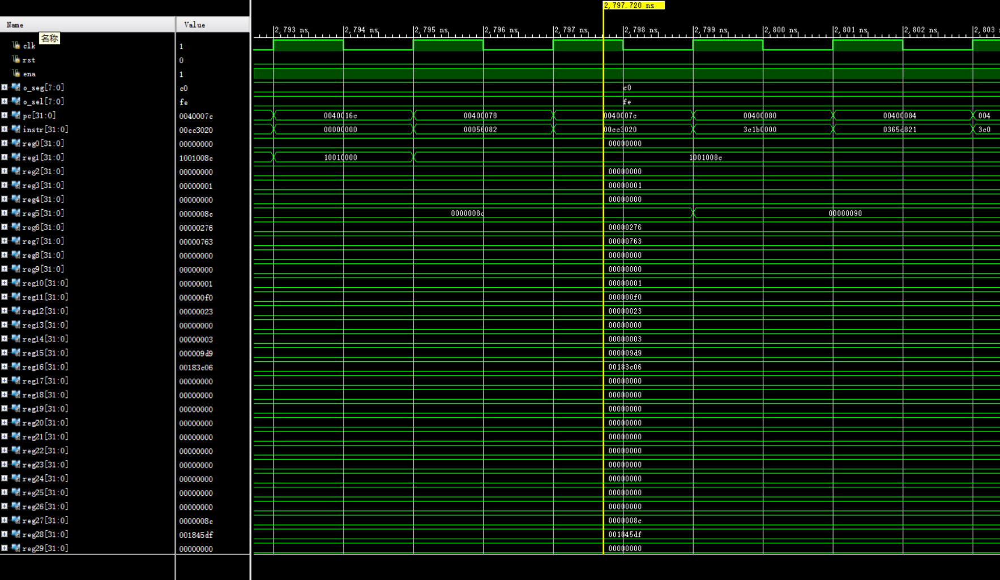 2,797.720 ns
Name Value
2,793 ns 2,794 ns 2,795 ns 2,796 ns 2,797 ns 2,798 ns 2,799 ns 2,800 ns 2,801 ns 2,802 ns 2,803
名称
clk 1
rst 0
ena 1
o_seg[7:0] c0 c0
o_sel[7:0] fe fe
pc[31:0] 0040007c 0040016c 00400078 0040007c 00400080 00400084 004
instr[31:0] 00cc3020 00000000 00056082 00cc3020 3c1b0000 0365d821 3c0
reg0[31:0] 00000000 00000000
reg1[31:0] 1001008c 10010000 1001008c
reg2[31:0] 00000000 00000000
reg3[31:0] 00000001 00000001
reg4[31:0] 00000000 00000000
reg5[31:0] 0000008c 0000008c 00000090
reg6[31:0] 00000276 00000276
reg7[31:0] 00000763 00000763
reg8[31:0] 00000000 00000000
reg9[31:0] 00000000 00000000
reg10[31:0] 00000001 00000001
reg11[31:0] 000000f0 000000f0
reg12[31:0] 00000023 00000023
reg13[31:0] 00000000 00000000
reg14[31:0] 00000003 00000003
reg15[31:0] 000009d9 000009d9
reg16[31:0] 00183c06 00183c06
reg17[31:0] 00000000 00000000
reg18[31:0] 00000000 00000000
reg19[31:0] 00000000 00000000
reg20[31:0] 00000000 00000000
reg21[31:0] 00000000 00000000
reg22[31:0] 00000000 00000000
reg23[31:0] 00000000 00000000
reg24[31:0] 00000000 00000000
reg25[31:0] 00000000 00000000
reg26[31:0] 00000000 00000000
reg27[31:0] 0000008c 0000008c
reg28[31:0] 001845df 001845df
reg29[31:0] 00000000 00000000